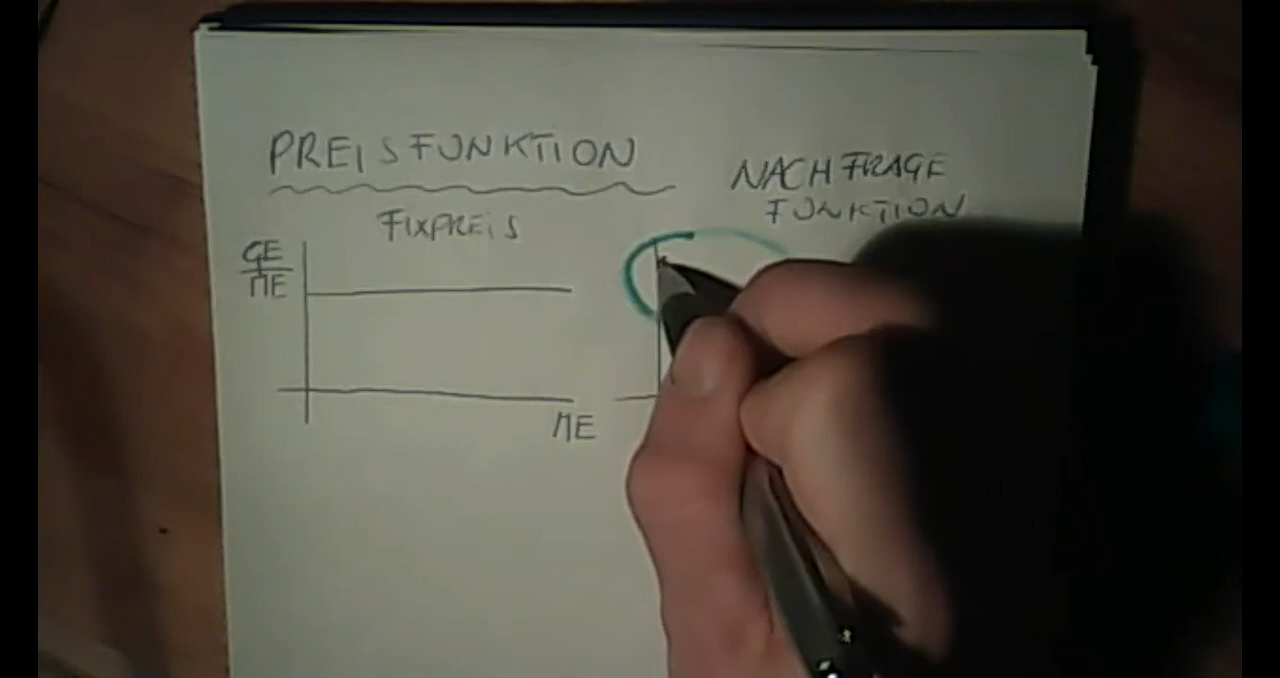 PREISFUNKTION
NACHFRAGE
FUNKTION
FIXPREIS
GE
ME
ME